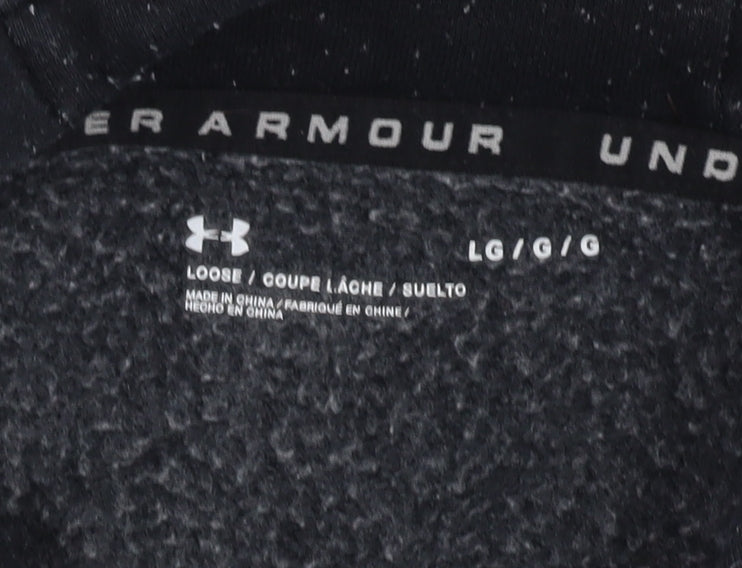 ER ARMOUR UND
LG / G / G
LOOSE / COUPE LÂCHE / SUELTO
MADE IN CHINA / FABRIQUÉ EN CHINE /
HECHO EN CHINA